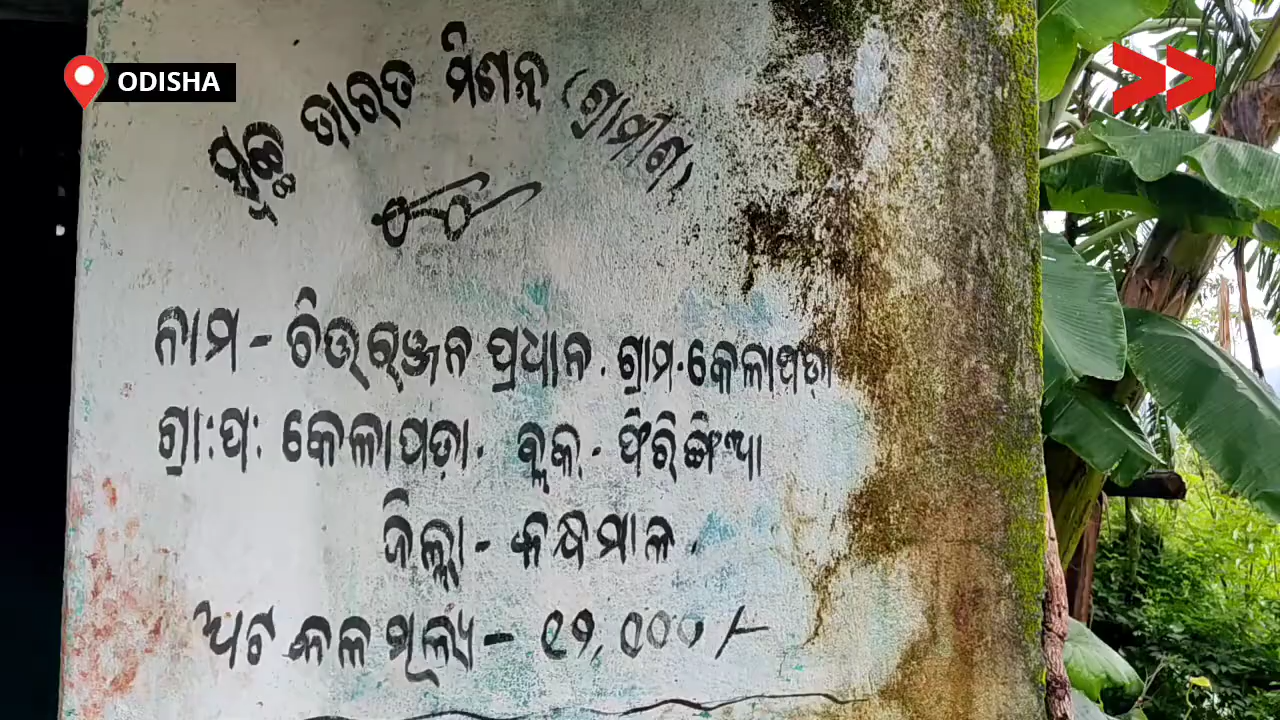 ODISHA
ସ୍ୱଚ୍ଛ ଭାରତ ମିଶନ (ଗ୍ରାମୀଣ)
ନାମ - ଚିତ୍ତରଞ୍ଜନ ପ୍ରଧାନ . ଗ୍ରାମ . କେଳାପଡ଼ା
ଗ୍ରା:ପ: କେଳାପଡ଼ା . ବ୍ଲକ୍ - ଫିରିଙ୍ଗିଆ
ଜିଲ୍ଲା - କନ୍ଧମାଳ .
ଅଟକଳ ମୂଲ୍ୟ - ୧୨,୦୦୦/-